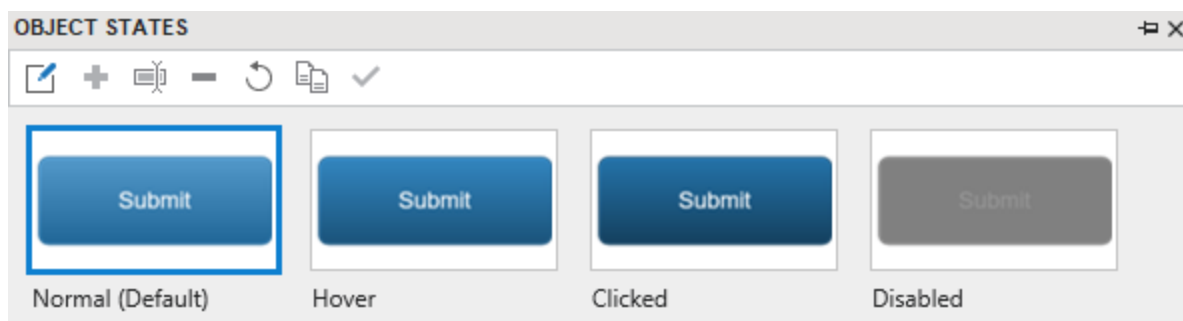 OBJECT STATES
Submit Submit Submit Submit
Normal (Default) Hover Clicked Disabled